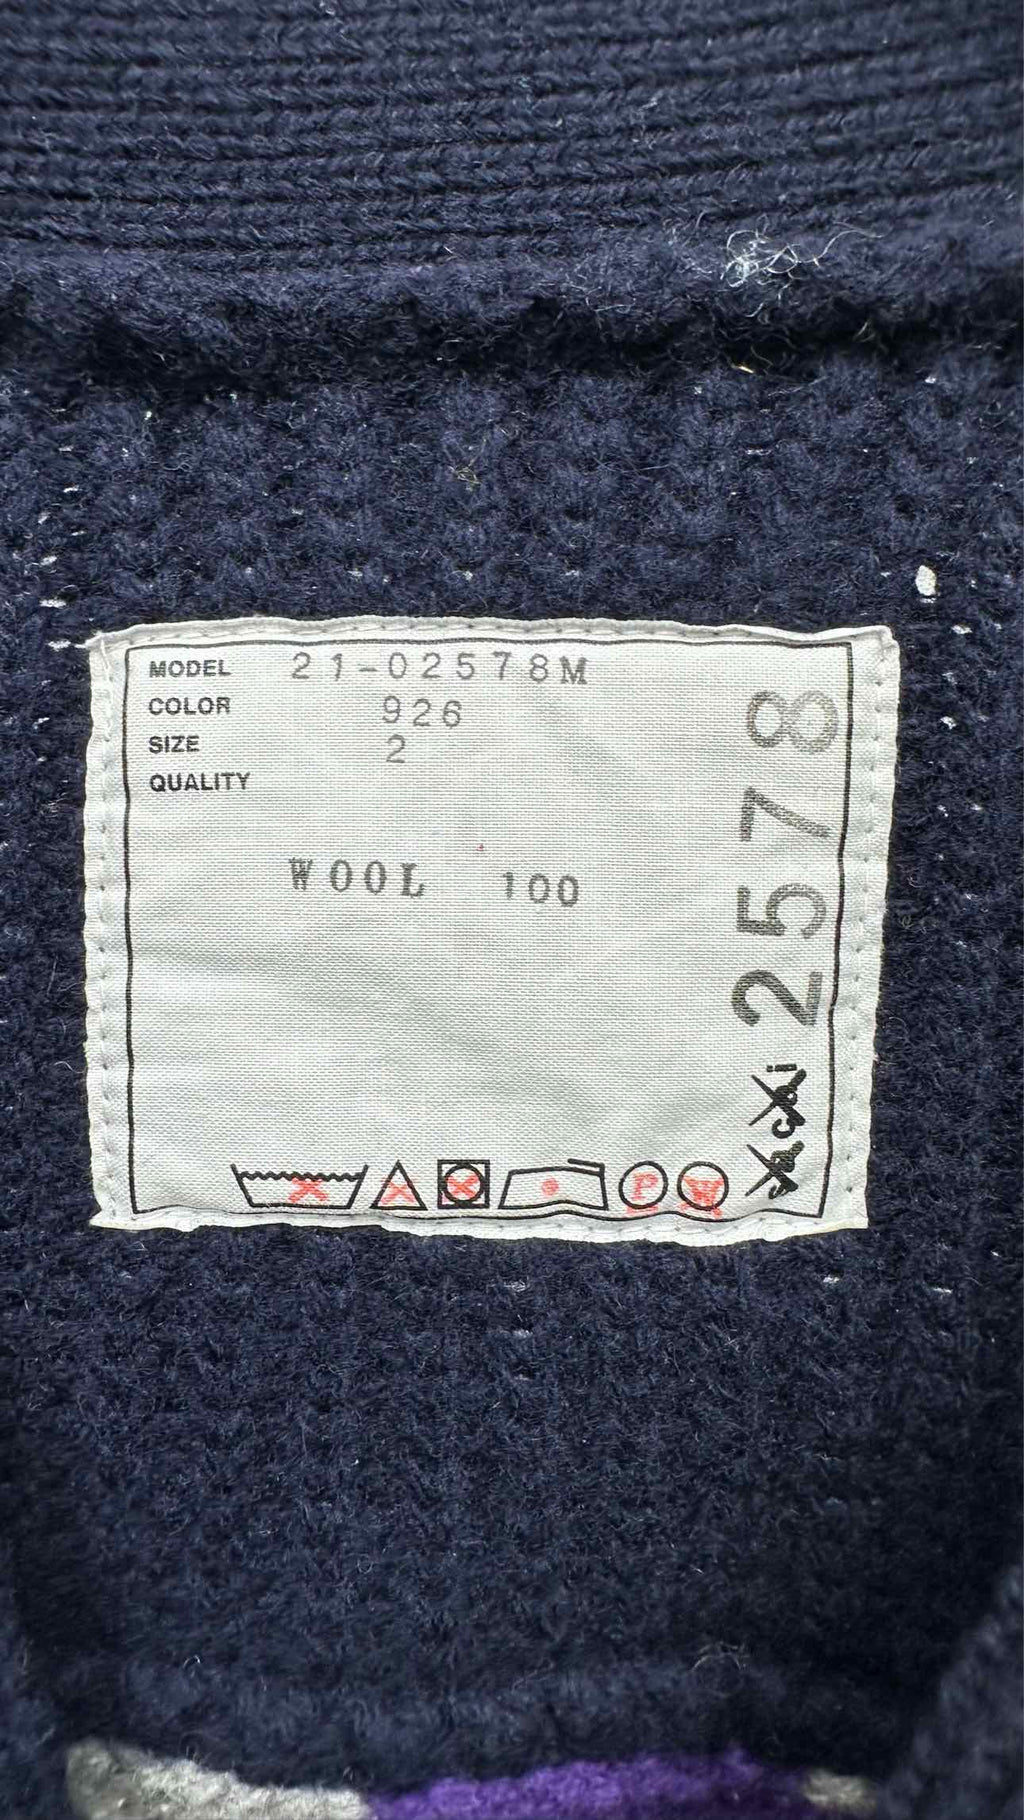 MODEL 21-02578M
COLOR 926
SIZE 2
QUALITY
WOOL 100
sacai 2578
P
W